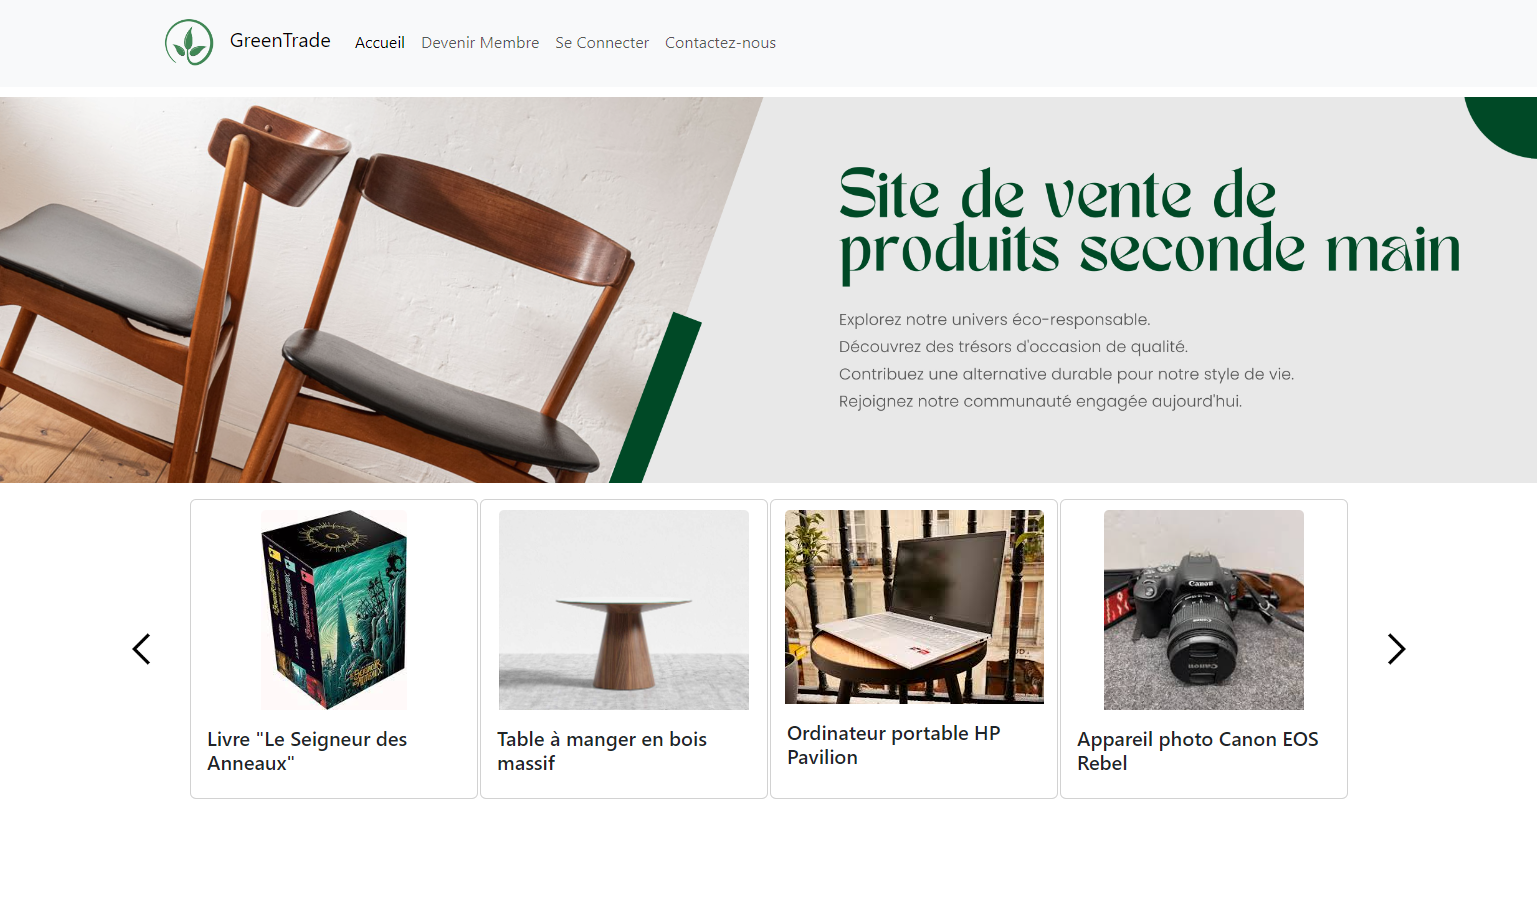 GreenTrade Accueil Devenir Membre Se Connecter Contactez-nous
Site de vente de
produits seconde main
Explorez notre univers éco-responsable.
Découvrez des trésors d'occasion de qualité.
Contribuez une alternative durable pour notre style de vie.
Rejoignez notre communauté engagée aujourd'hui.
Canon
Canon
Livre "Le Seigneur des
Anneaux"
Table à manger en bois
massif
Ordinateur portable HP
Pavilion
Appareil photo Canon EOS
Rebel